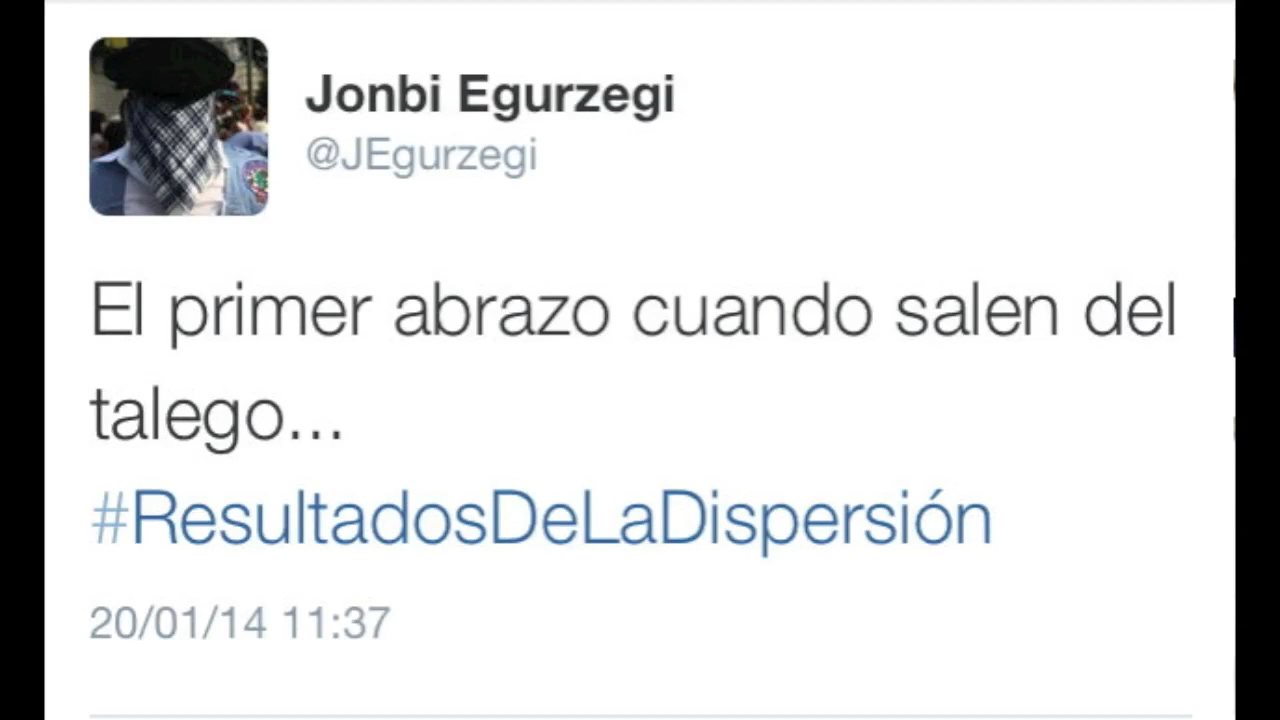 Jonbi Egurzegi
@JEgurzegi
El primer abrazo cuando salen del
talego...
#ResultadosDeLaDispersión
20/01/14 11:37